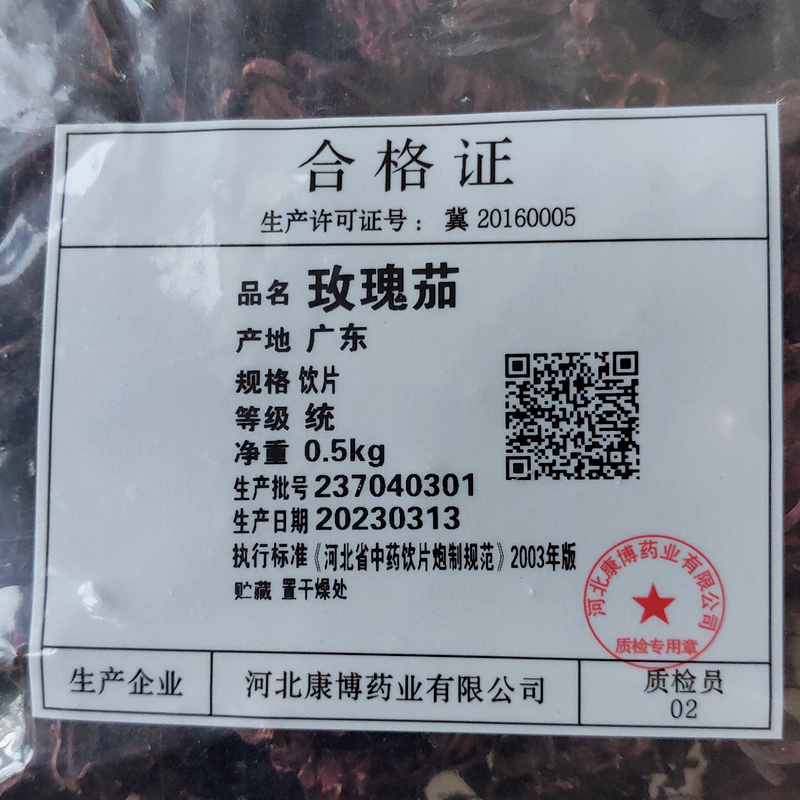 合格证
生产许可证号：冀 20160005
品名 玫瑰茄
产地 广东
规格 饮片
等级 统
净重 0.5kg
生产批号 237040301
生产日期 20230313
执行标准《河北省中药饮片炮制规范》2003年版
贮藏 置干燥处
河北康博药业有限公司
质检专用章
生产企业
河北康博药业有限公司
质检员
02